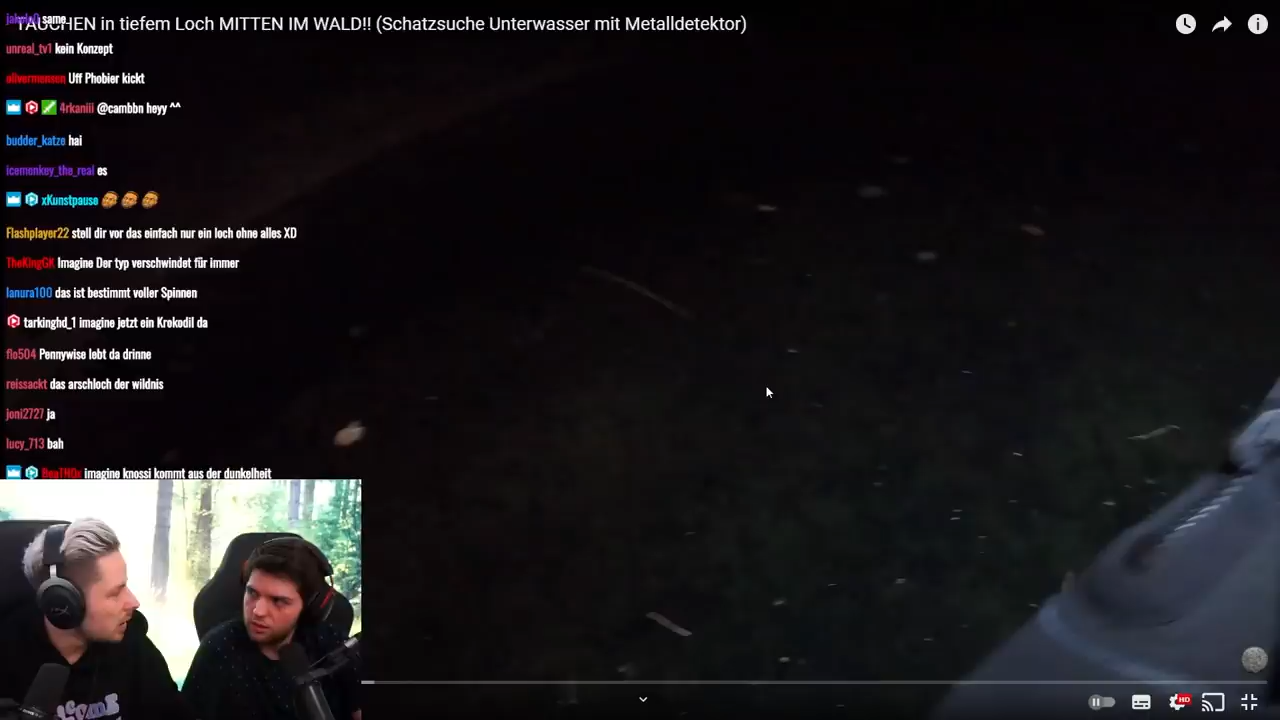 TAUCHEN in tiefem Loch MITTEN IM WALD!! (Schatzsuche Unterwasser mit Metalldetektor)
same
unreal_tv1 kein Konzept
olivermensen Uff Phobier kickt
4rkaniii @cambbn heyy ^^
budder_katze hai
icemonkey_the_real es
xKunstpause
Flashplayer22 stell dir vor das einfach nur ein loch ohne alles XD
TheKingGK Imagine Der typ verschwindet für immer
lanura100 das ist bestimmt voller Spinnen
tarkinghd_1 imagine jetzt ein Krokodil da
flo504 Pennywise lebt da drinne
reissackt das arschloch der wildnis
joni2727 ja
lucy_713 bah
imagine knossi kommt aus der dunkelheit
HD